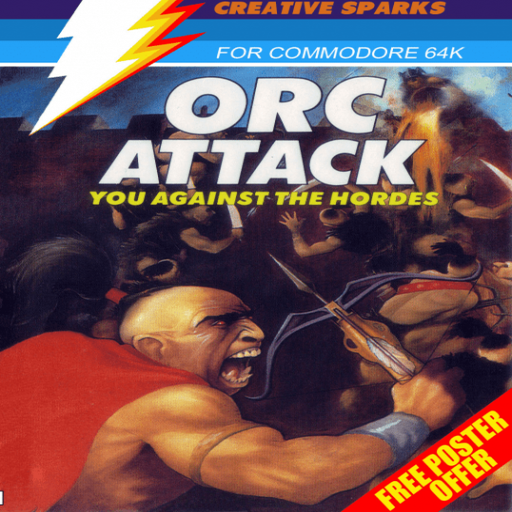 CREATIVE SPARKS
FOR COMMODORE 64K
ORC
ATTACK
YOU AGAINST THE HORDES
FREE POSTER
OFFER